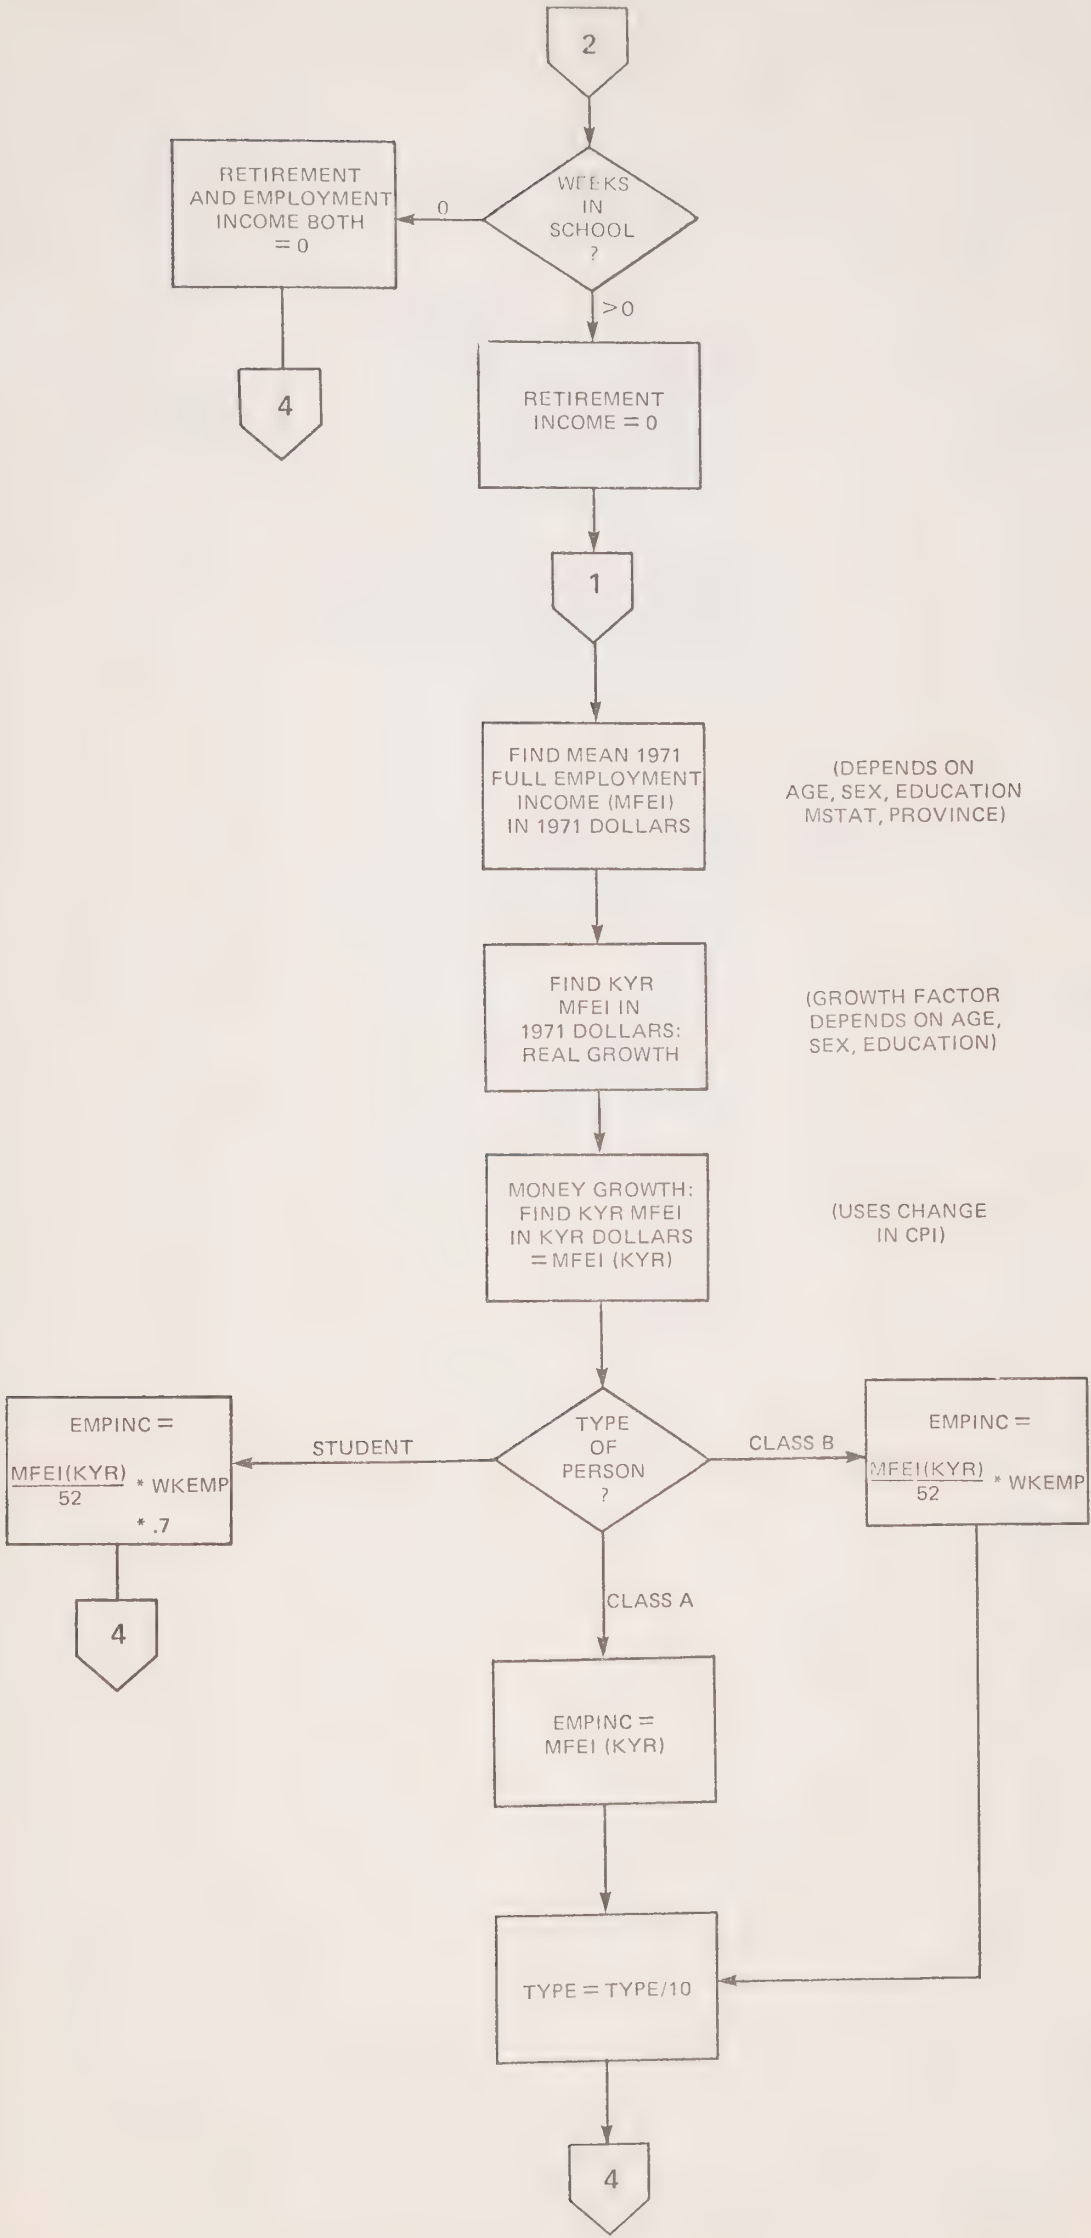 2
WEEKS
IN
SCHOOL
?
0
RETIREMENT
AND EMPLOYMENT
INCOME BOTH
= 0
4
>0
RETIREMENT
INCOME = 0
1
FIND MEAN 1971
FULL EMPLOYMENT
INCOME (MFEI)
IN 1971 DOLLARS
(DEPENDS ON
AGE, SEX, EDUCATION
MSTAT, PROVINCE)
FIND KYR
MFEI IN
1971 DOLLARS:
REAL GROWTH
(GROWTH FACTOR
DEPENDS ON AGE,
SEX, EDUCATION)
MONEY GROWTH:
FIND KYR MFEI
IN KYR DOLLARS
= MFEI (KYR)
(USES CHANGE
IN CPI)
TYPE
OF
PERSON
?
STUDENT
EMPINC =
MFEI(KYR)
52
* WKEMP
* .7
4
CLASS B
EMPINC =
MFEI(KYR)
52
* WKEMP
CLASS A
EMPINC =
MFEI (KYR)
TYPE = TYPE/10
4